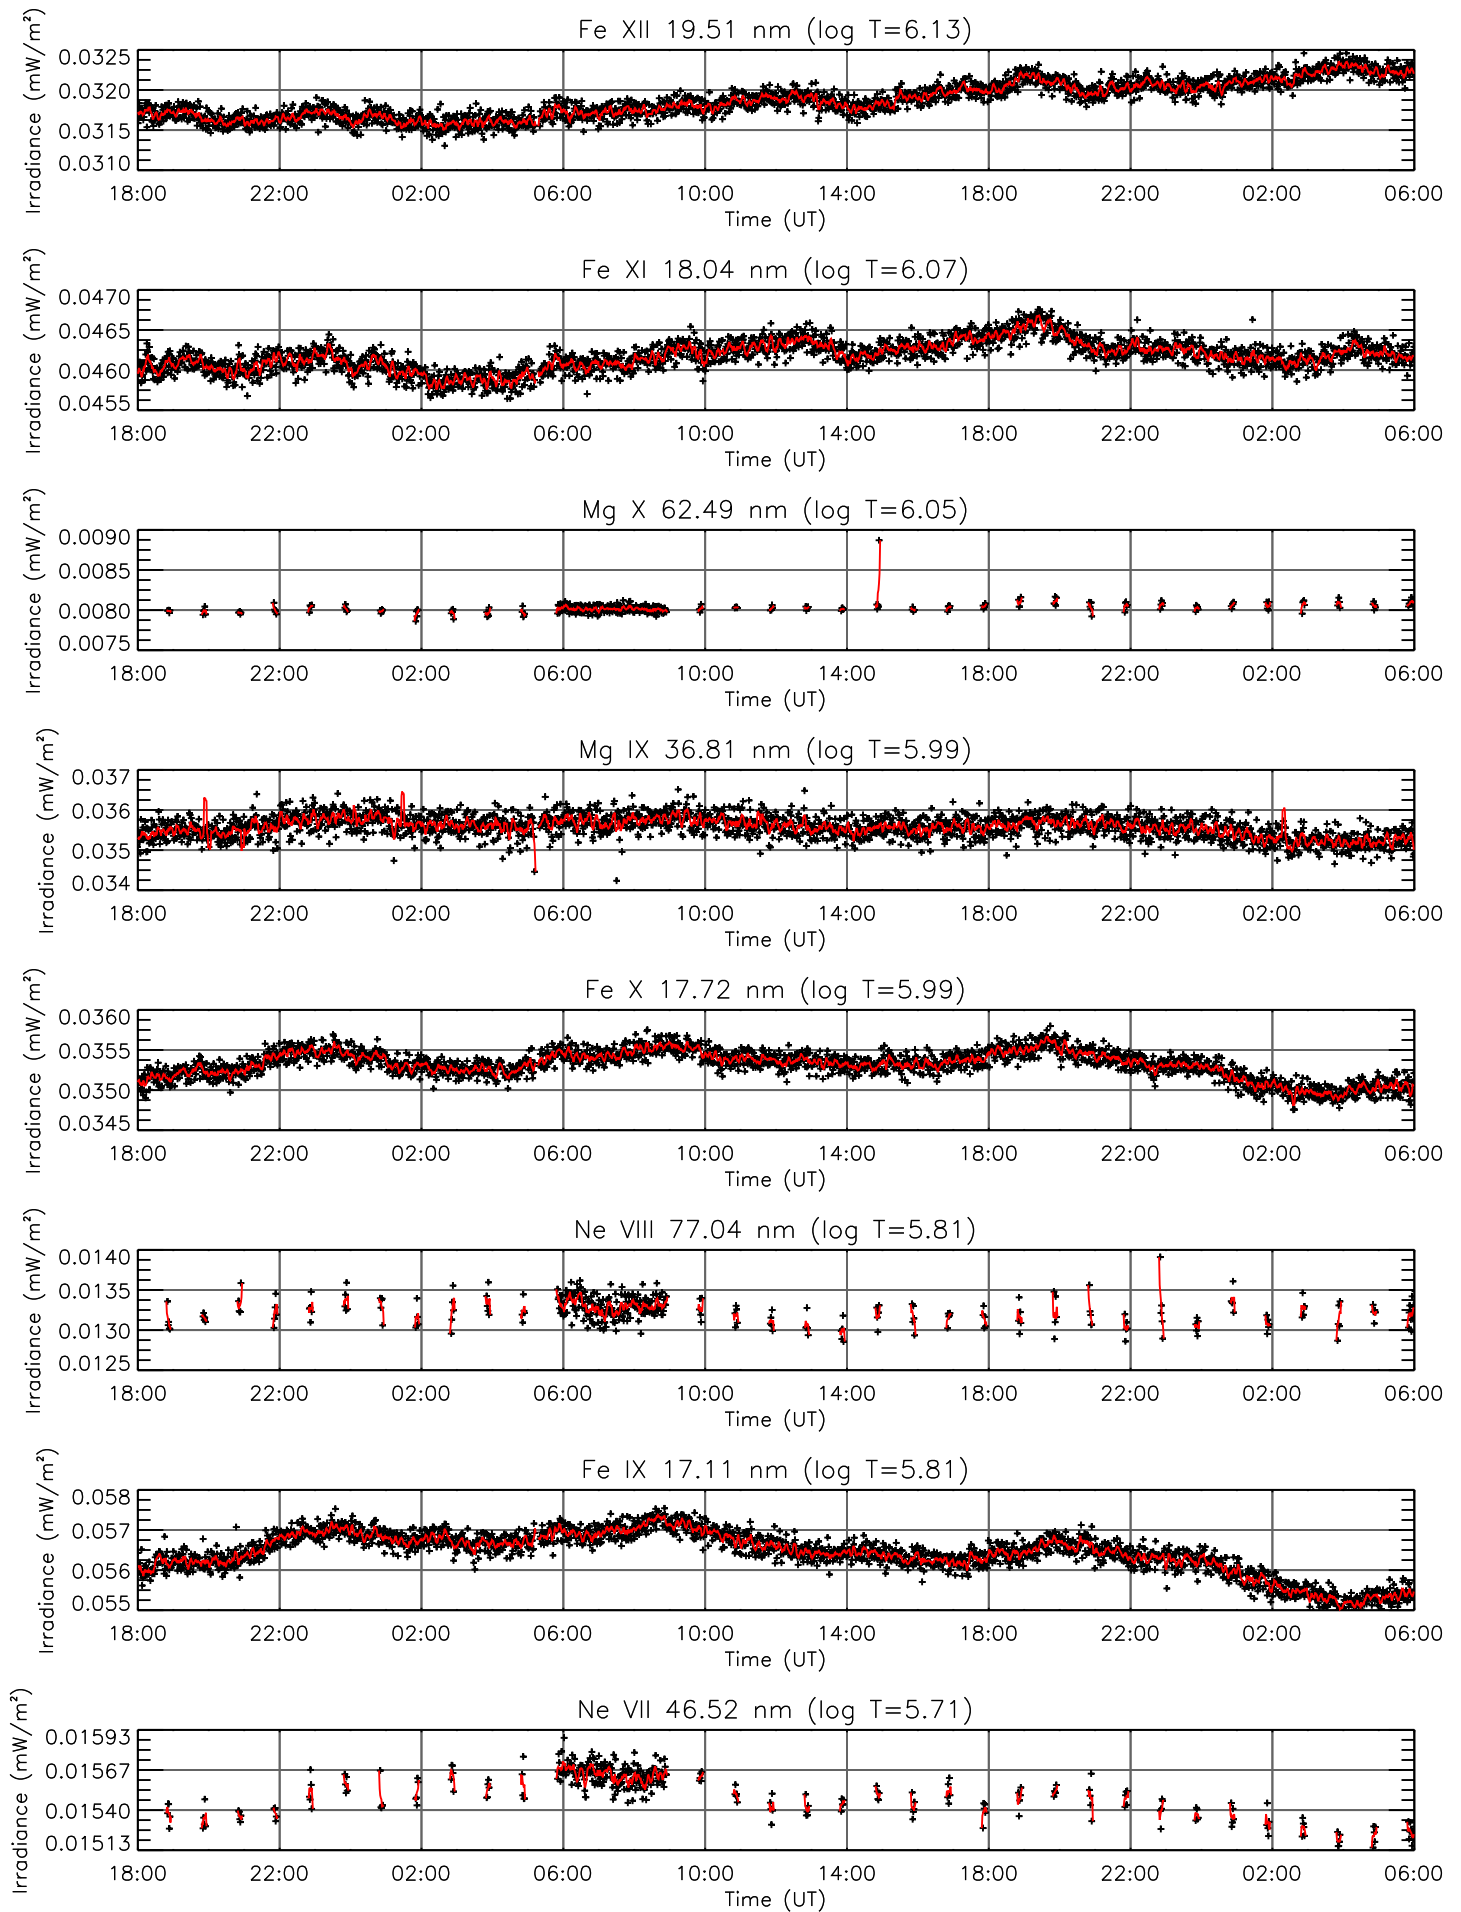 Fe XII 19.51 nm (log T=6.13)
Irradiance (mW/m²)
0.0325
0.0320
0.0315
0.0310
18:00 22:00 02:00 06:00 10:00 14:00 18:00 22:00 02:00 06:00
Time (UT)
Fe XI 18.04 nm (log T=6.07)
Irradiance (mW/m²)
0.0470
0.0465
0.0460
0.0455
18:00 22:00 02:00 06:00 10:00 14:00 18:00 22:00 02:00 06:00
Time (UT)
Mg X 62.49 nm (log T=6.05)
Irradiance (mW/m²)
0.0090
0.0085
0.0080
0.0075
18:00 22:00 02:00 06:00 10:00 14:00 18:00 22:00 02:00 06:00
Time (UT)
Mg IX 36.81 nm (log T=5.99)
Irradiance (mW/m²)
0.037
0.036
0.035
0.034
18:00 22:00 02:00 06:00 10:00 14:00 18:00 22:00 02:00 06:00
Time (UT)
Fe X 17.72 nm (log T=5.99)
Irradiance (mW/m²)
0.0360
0.0355
0.0350
0.0345
18:00 22:00 02:00 06:00 10:00 14:00 18:00 22:00 02:00 06:00
Time (UT)
Ne VIII 77.04 nm (log T=5.81)
Irradiance (mW/m²)
0.0140
0.0135
0.0130
0.0125
18:00 22:00 02:00 06:00 10:00 14:00 18:00 22:00 02:00 06:00
Time (UT)
Fe IX 17.11 nm (log T=5.81)
Irradiance (mW/m²)
0.058
0.057
0.056
0.055
18:00 22:00 02:00 06:00 10:00 14:00 18:00 22:00 02:00 06:00
Time (UT)
Ne VII 46.52 nm (log T=5.71)
Irradiance (mW/m²)
0.01593
0.01567
0.01540
0.01513
18:00 22:00 02:00 06:00 10:00 14:00 18:00 22:00 02:00 06:00
Time (UT)